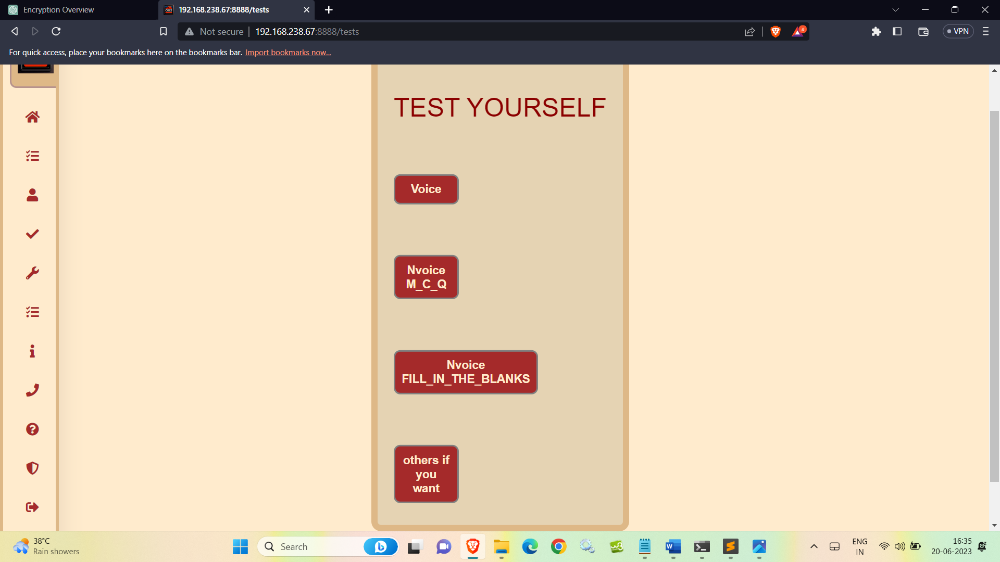 Encryption Overview
COES 192.168.238.67:8888/tests
Not secure 192.168.238.67:8888/tests
4
VPN
For quick access, place your bookmarks here on the bookmarks bar. Import bookmarks now...
TEST YOURSELF
Voice
Nvoice
M_C_Q
Nvoice
FILL_IN_THE_BLANKS
others if
you
want
38°C
Rain showers
Search
ENG
IN
16:35
20-06-2023